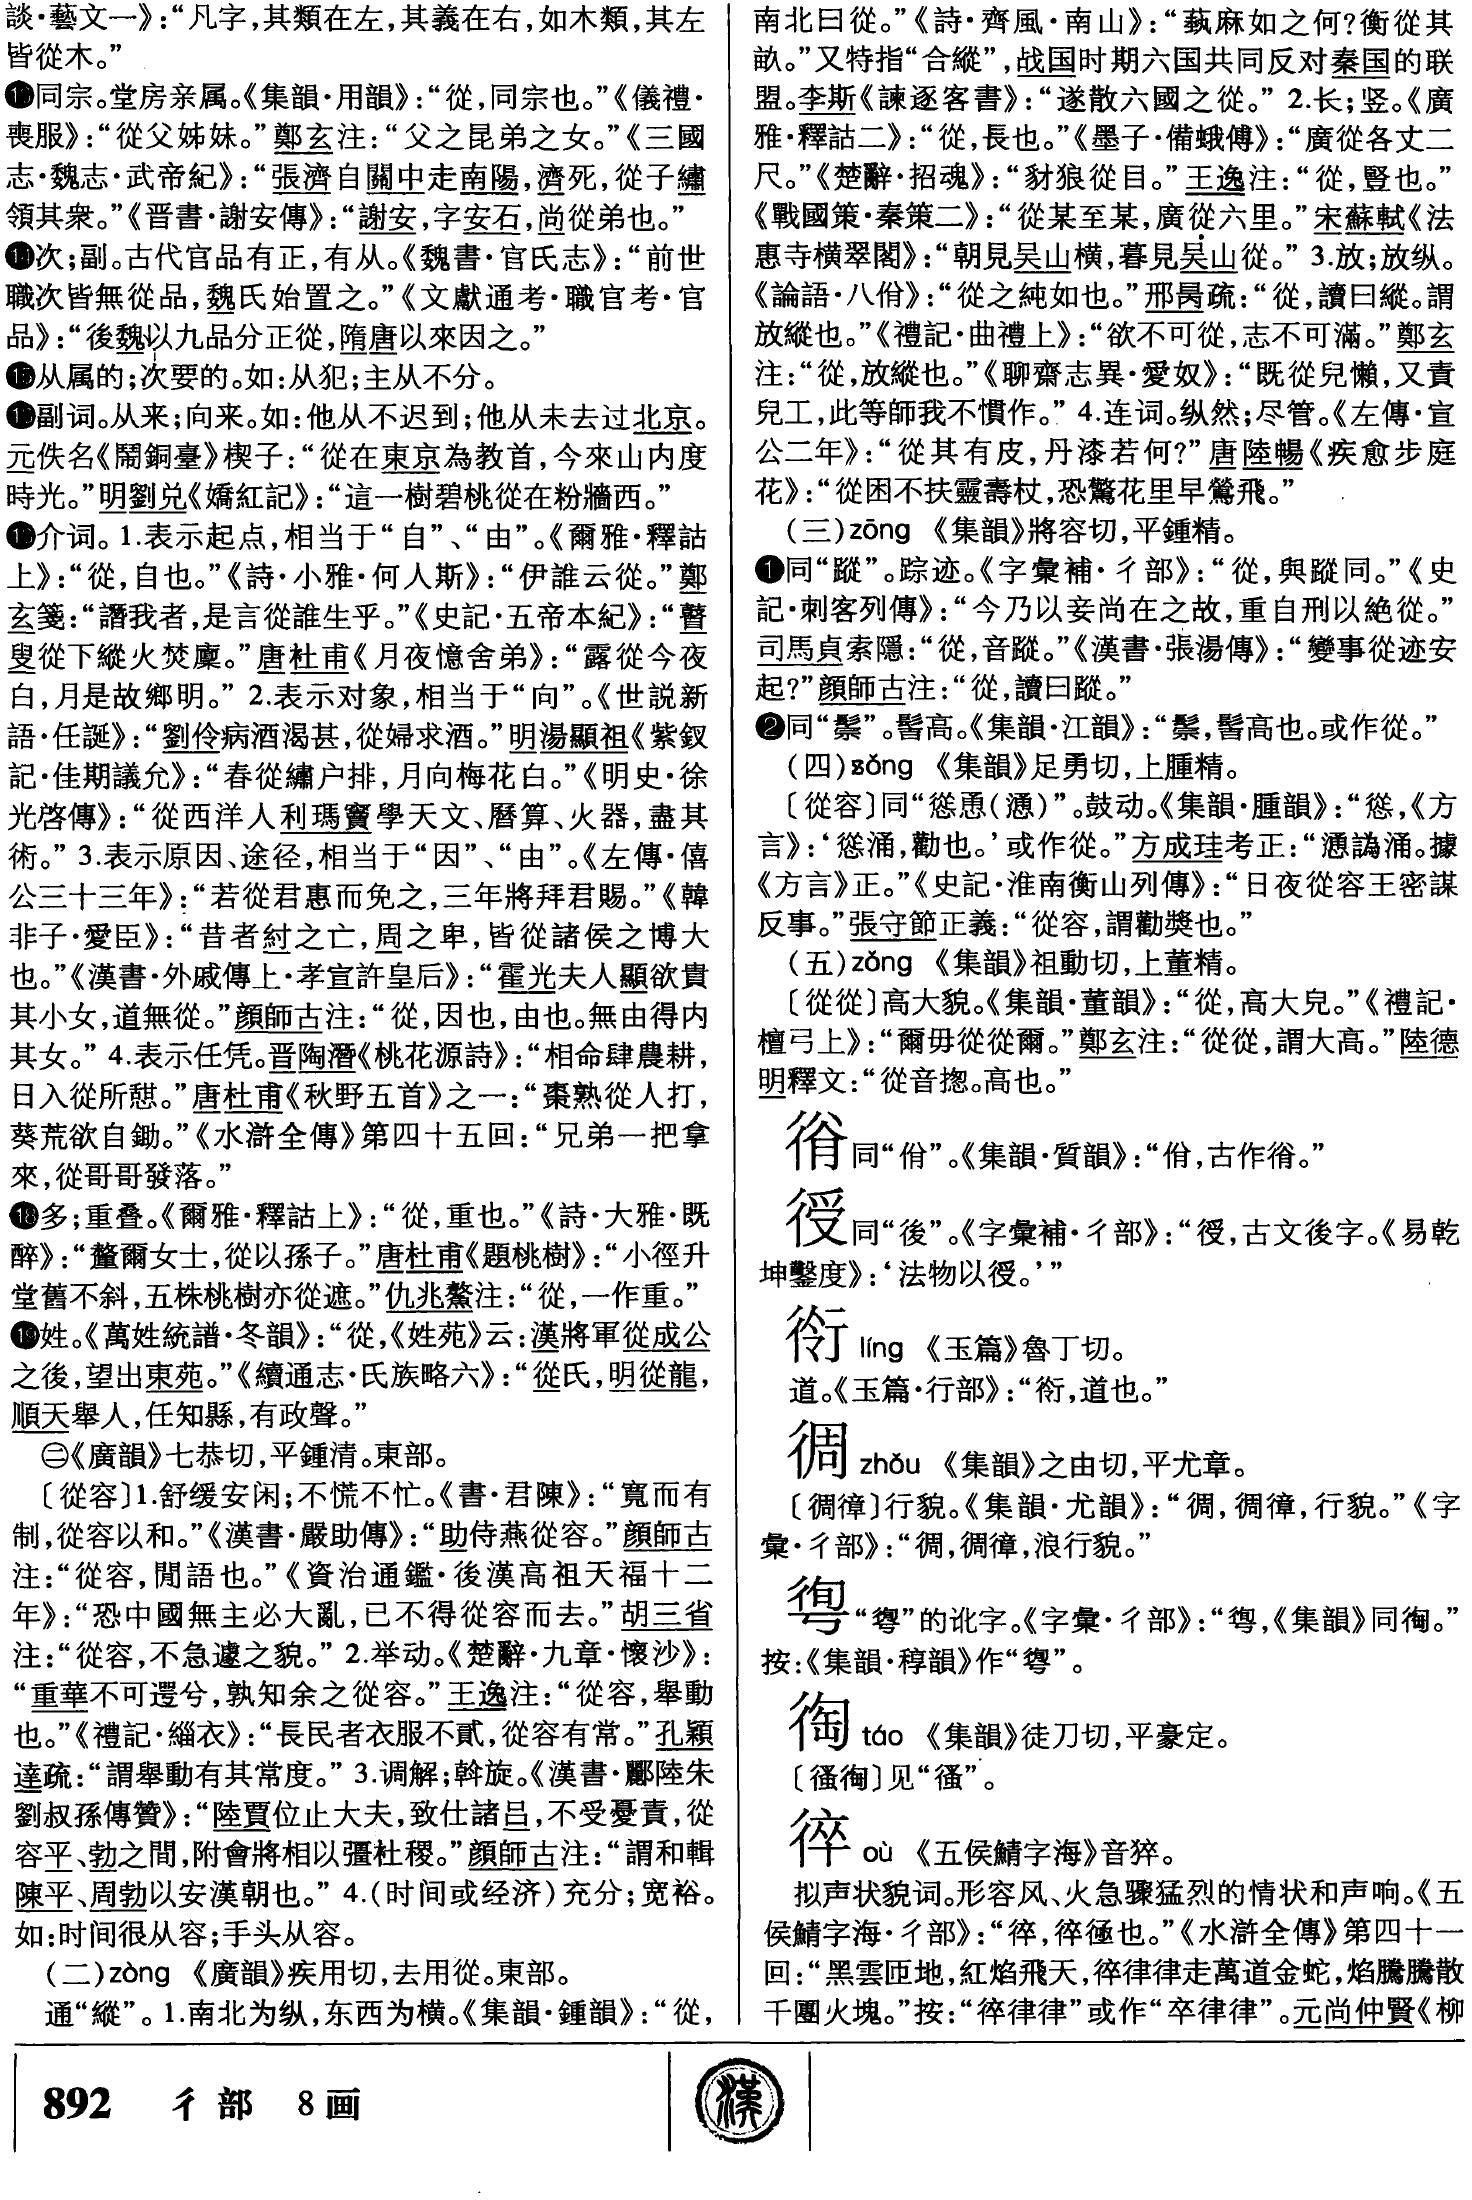 談·藝文一》：“凡字，其類在左，其義在右，如木類，其左
皆從木。”
⓭同宗。堂房亲属。《集韻·用韻》：“從，同宗也。”《儀禮·
喪服》：“從父姊妹。”鄭玄注：“父之昆弟之女。”《三國
志·魏志·武帝紀》：“張濟自關中走南陽，濟死，從子繡
領其衆。”《晋書·謝安傳》：“謝安，字安石，尚從弟也。”
⓮次；副。古代官品有正，有从。《魏書·官氏志》：“前世
職次皆無從品，魏氏始置之。”《文獻通考·職官考·官
品》：“後魏以九品分正從，隋唐以來因之。”
⓯从属的；次要的。如：从犯；主从不分。
⓰副词。从来；向来。如：他从不迟到；他从未去过北京。
元佚名《鬧銅臺》楔子：“從在東京為教首，今來山内度
時光。”明劉兑《嬌紅記》：“這一樹碧桃從在粉牆西。”
⓱介词。1.表示起点，相当于“自”、“由”。《爾雅·釋詁
上》：“從，自也。”《詩·小雅·何人斯》：“伊誰云從。”鄭
玄箋：“譖我者，是言從誰生乎。”《史記·五帝本紀》：“瞽
叟從下縱火焚廩。”唐杜甫《月夜憶舍弟》：“露從今夜
白，月是故鄉明。”2.表示对象，相当于“向”。《世説新
語·任誕》：“劉伶病酒渴甚，從婦求酒。”明湯顯祖《紫釵
記·佳期議允》：“春從繡户排，月向梅花白。”《明史·徐
光啓傳》：“從西洋人利瑪竇學天文、曆算、火器，盡其
術。”3.表示原因、途径，相当于“因”、“由”。《左傳·僖
公三十三年》：“若從君惠而免之，三年將拜君賜。”《韓
非子·愛臣》：“昔者紂之亡，周之卑，皆從諸侯之博大
也。”《漢書·外戚傳上·孝宣許皇后》：“霍光夫人顯欲貴
其小女，道無從。”顔師古注：“從，因也，由也。無由得内
其女。”4.表示任凭。晋陶潛《桃花源詩》：“相命肆農耕，
日入從所憇。”唐杜甫《秋野五首》之一：“棗熟從人打，
葵荒欲自鋤。”《水滸全傳》第四十五回：“兄弟一把拿
來，從哥哥發落。”
⓲多；重叠。《爾雅·釋詁上》：“從，重也。”《詩·大雅·既
醉》：“釐爾女士，從以孫子。”唐杜甫《題桃樹》：“小徑升
堂舊不斜，五株桃樹亦從遮。”仇兆鰲注：“從，一作重。”
⓳姓。《萬姓統譜·冬韻》：“從，《姓苑》云：漢將軍從成公
之後，望出東苑。”《續通志·氏族略六》：“從氏，明從龍，
順天舉人，任知縣，有政聲。”
㊁《廣韻》七恭切，平鍾清。東部。
〔從容〕1.舒缓安闲；不慌不忙。《書·君陳》：“寬而有
制，從容以和。”《漢書·嚴助傳》：“助侍燕從容。”顔師古
注：“從容，閒語也。”《資治通鑑·後漢高祖天福十二
年》：“恐中國無主必大亂，已不得從容而去。”胡三省
注：“從容，不急遽之貌。”2.举动。《楚辭·九章·懷沙》：
“重華不可遌兮，孰知余之從容。”王逸注：“從容，舉動
也。”《禮記·緇衣》：“長民者衣服不貳，從容有常。”孔穎
達疏：“謂舉動有其常度。”3.调解；斡旋。《漢書·酈陸朱
劉叔孫傳贊》：“陸賈位止大夫，致仕諸吕，不受憂責，從
容平、勃之間，附會將相以彊社稷。”顔師古注：“謂和輯
陳平、周勃以安漢朝也。”4.（时间或经济）充分；宽裕。
如：时间很从容；手头从容。
（二）zòng 《廣韻》疾用切，去用從。東部。
通“縱”。1.南北为纵，东西为横。《集韻·鍾韻》：“從，
南北曰從。”《詩·齊風·南山》：“蓺麻如之何？衡從其
畝。”又特指“合縱”，战国时期六国共同反对秦国的联
盟。李斯《諫逐客書》：“遂散六國之從。”2.长；竖。《廣
雅·釋詁二》：“從，長也。”《墨子·備蛾傅》：“廣從各丈二
尺。”《楚辭·招魂》：“豺狼從目。”王逸注：“從，豎也。”
《戰國策·秦策二》：“從某至某，廣從六里。”宋蘇軾《法
惠寺横翠閣》：“朝見吴山横，暮見吴山從。”3.放；放纵。
《論語·八佾》：“從之純如也。”邢昺疏：“從，讀曰縱。謂
放縱也。”《禮記·曲禮上》：“欲不可從，志不可滿。”鄭玄
注：“從，放縱也。”《聊齋志異·愛奴》：“既從兒懶，又責
兒工，此等師我不慣作。”4.连词。纵然；尽管。《左傳·宣
公二年》：“從其有皮，丹漆若何？”唐陸暢《疾愈步庭
花》：“從困不扶靈壽杖，恐驚花里早鶯飛。”
（三）zōng 《集韻》將容切，平鍾精。
❶同“蹤”。踪迹。《字彙補·彳部》：“從，與蹤同。”《史
記·刺客列傳》：“今乃以妾尚在之故，重自刑以絶從。”
司馬貞索隱：“從，音蹤。”《漢書·張湯傳》：“變事從迹安
起？”顔師古注：“從，讀曰蹤。”
❷同“鬃”。髻高。《集韻·江韻》：“鬃，髻高也。或作從。”
（四）sǒng 《集韻》足勇切，上腫精。
〔從容〕同“慫恿（慂）”。鼓动。《集韻·腫韻》：“慫，《方
言》：‘慫涌，勸也。’或作從。”方成珪考正：“慂譌涌。據
《方言》正。”《史記·淮南衡山列傳》：“日夜從容王密謀
反事。”張守節正義：“從容，謂勸獎也。”
（五）zǒng 《集韻》祖動切，上董精。
〔從從〕高大貌。《集韻·董韻》：“從，高大皃。”《禮記·
檀弓上》：“爾毋從從爾。”鄭玄注：“從從，謂大高。”陸德
明釋文：“從音揔。高也。”
同“佾”。《集韻·質韻》：“佾，古作。”
同“後”。《字彙補·彳部》：“，古文後字。《易乾
坤鑿度》：‘法物以。’”
líng 《玉篇》魯丁切。
道。《玉篇·行部》：“，道也。”
徟 zhǒu 《集韻》之由切，平尤章。
〔徟徫〕行貌。《集韻·尤韻》：“徟，徟，行貌。”《字
彙·彳部》：“徟，徟，浪行貌。”
“”的讹字。《字彙·彳部》：“，《集韻》同徇。”
按：《集韻·稕韻》作“”。
táo 《集韻》徒刀切，平豪定。
〔〕见“”。
㣕 où 《五侯鯖字海》音猝。
拟声状貌词。形容风、火急骤猛烈的情状和声响。《五
侯鯖字海·彳部》：“，也。”《水滸全傳》第四十一
回：“黑雲匝地，紅焰飛天，律律走萬道金蛇，焰騰騰散
千團火塊。”按：“律律”或作“卒律律”。元尚仲賢《柳
892 彳部 8画
漢